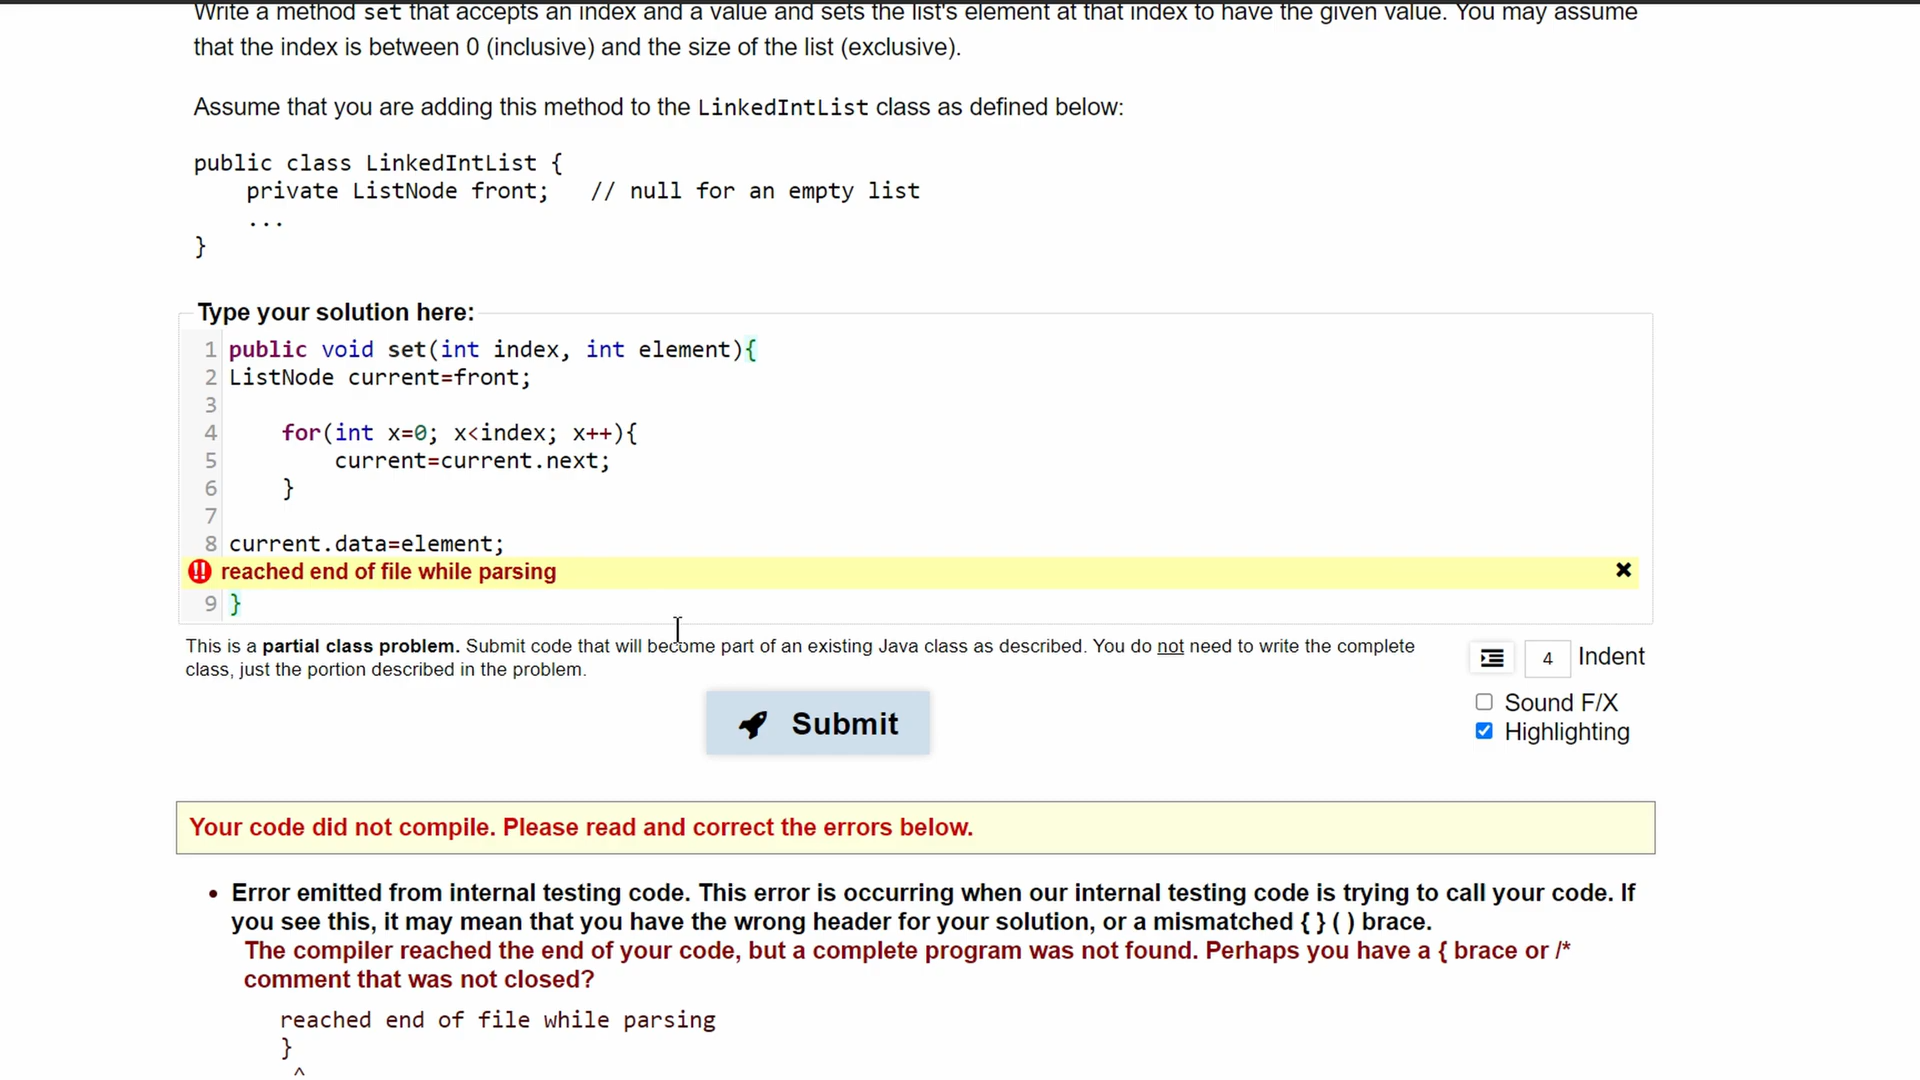 Write a method set that accepts an index and a value and sets the list's element at that index to have the given value. You may assume
that the index is between 0 (inclusive) and the size of the list (exclusive).
Assume that you are adding this method to the LinkedIntList class as defined below:
public class LinkedIntList {
    private ListNode front;   // null for an empty list
    ...
}
Type your solution here:
1 public void set(int index, int element){
2 ListNode current=front;
3
4     for(int x=0; x<index; x++){
5         current=current.next;
6     }
7
8 current.data=element;
!! reached end of file while parsing ✖
9 }
This is a partial class problem. Submit code that will become part of an existing Java class as described. You do not need to write the complete
class, just the portion described in the problem.
4 Indent
Sound F/X
Highlighting
Submit
Your code did not compile. Please read and correct the errors below.
• Error emitted from internal testing code. This error is occurring when our internal testing code is trying to call your code. If
you see this, it may mean that you have the wrong header for your solution, or a mismatched { } ( ) brace.
The compiler reached the end of your code, but a complete program was not found. Perhaps you have a { brace or /*
comment that was not closed?
reached end of file while parsing
}
 ^